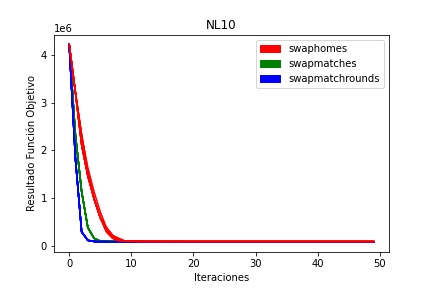 NL10
1e6
swaphomes
swapmatches
swapmatchrounds
Resultado Función Objetivo
4
3
2
1
0
0 10 20 30 40 50
Iteraciones